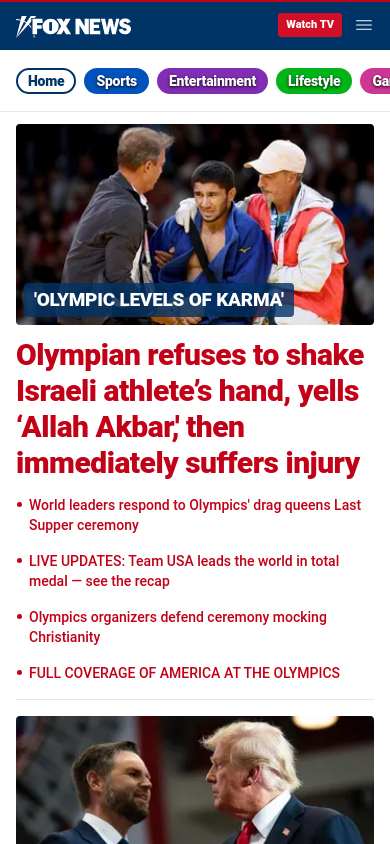 FOX NEWS
Watch TV
Home
Sports
Entertainment
Lifestyle
'OLYMPIC LEVELS OF KARMA'
Olympian refuses to shake
Israeli athlete’s hand, yells
‘Allah Akbar,' then
immediately suffers injury
• World leaders respond to Olympics' drag queens Last
Supper ceremony
• LIVE UPDATES: Team USA leads the world in total
medal — see the recap
• Olympics organizers defend ceremony mocking
Christianity
• FULL COVERAGE OF AMERICA AT THE OLYMPICS